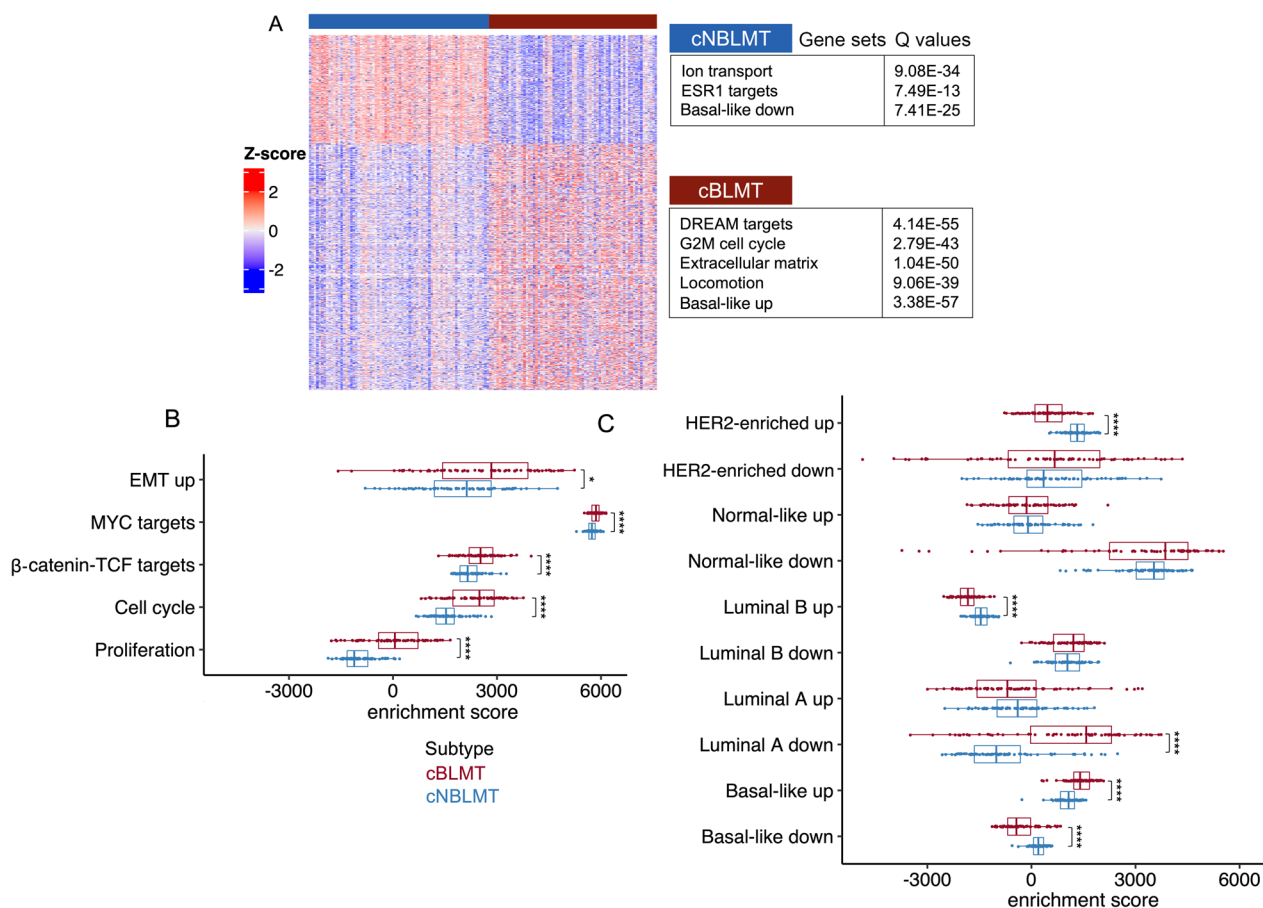 A
cNBLMT Gene sets Q values
Ion transport 9.08E-34
ESR1 targets 7.49E-13
Basal-like down 7.41E-25
Z-score
2
0
-2
cBLMT
DREAM targets 4.14E-55
G2M cell cycle 2.79E-43
Extracellular matrix 1.04E-50
Locomotion 9.06E-39
Basal-like up 3.38E-57
B
EMT up *
MYC targets ****
β-catenin-TCF targets ****
Cell cycle ****
Proliferation ****
-3000 0 3000 6000
enrichment score
Subtype
cBLMT
cNBLMT
C
HER2-enriched up ****
HER2-enriched down
Normal-like up
Normal-like down
Luminal B up ****
Luminal B down
Luminal A up
Luminal A down ****
Basal-like up ****
Basal-like down ****
-3000 0 3000 6000
enrichment score